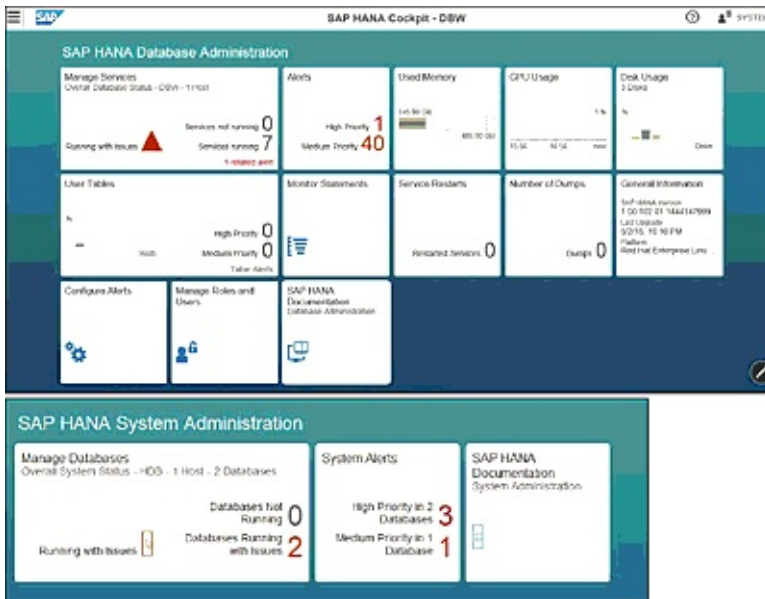 SAP
SAP HANA Cockpit - DBW
SYSTEM
SAP HANA Database Administration
Manage Services
Overall Database Status - DBW - 1 Host
Services not running 0
Running with issues
Services running 7
1 related alert
Alerts
High Priority 1
Medium Priority 40
Used Memory
CPU Usage
Disk Usage
3 Disks
User Tables
High Priority 0
Medium Priority 0
Table Alerts
Monitor Statements
Service Restarts
Restarted Services 0
Number of Dumps
Dumps 0
General Information
SAP HANA Version
Last Update
Platform
Red Hat Enterprise Linu ...
Configure Alerts
Manage Roles and
Users
SAP HANA
Documentation
Database Administration
SAP HANA System Administration
Manage Databases
Overall System Status - HDB - 1 Host - 2 Databases
Databases Not
Running 0
Running with Issues
Databases Running
with Issues 2
System Alerts
High Priority in 2
Databases 3
Medium Priority in 1
Database 1
SAP HANA
Documentation
System Administration